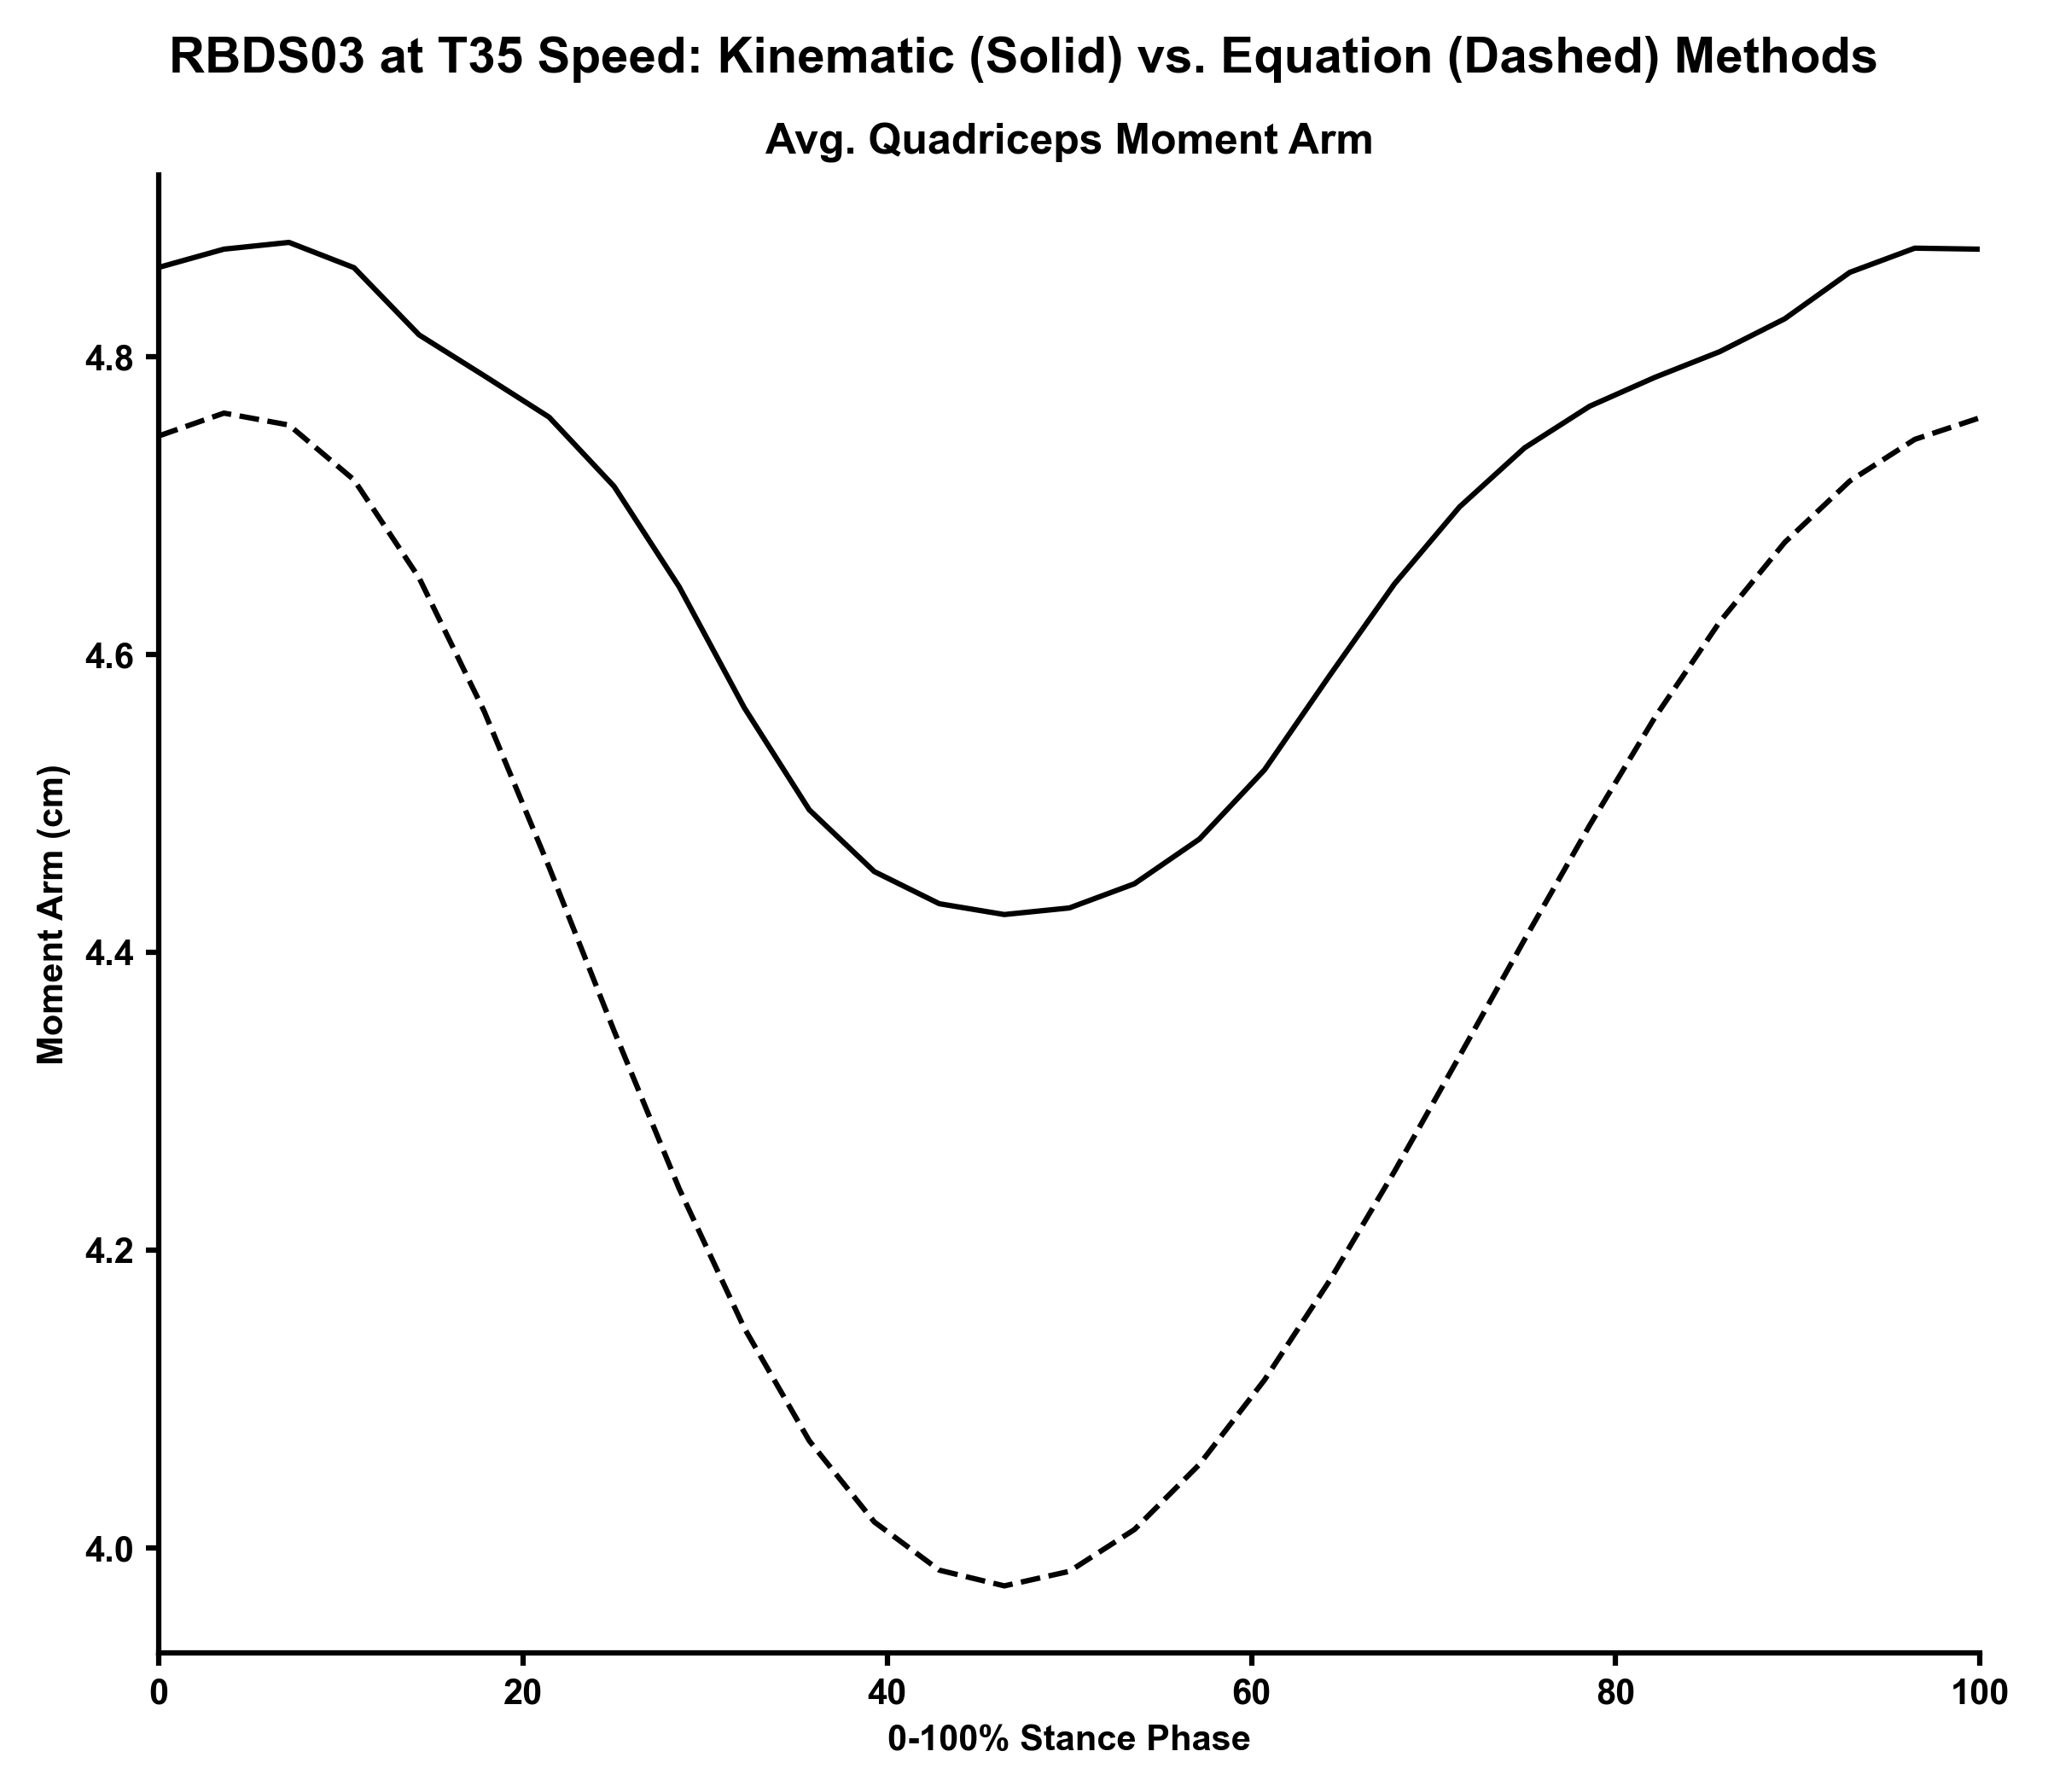 RBDS03 at T35 Speed: Kinematic (Solid) vs. Equation (Dashed) Methods
Avg. Quadriceps Moment Arm
4.8
4.6
4.4
4.2
4.0
Moment Arm (cm)
0 20 40 60 80 100
0-100% Stance Phase